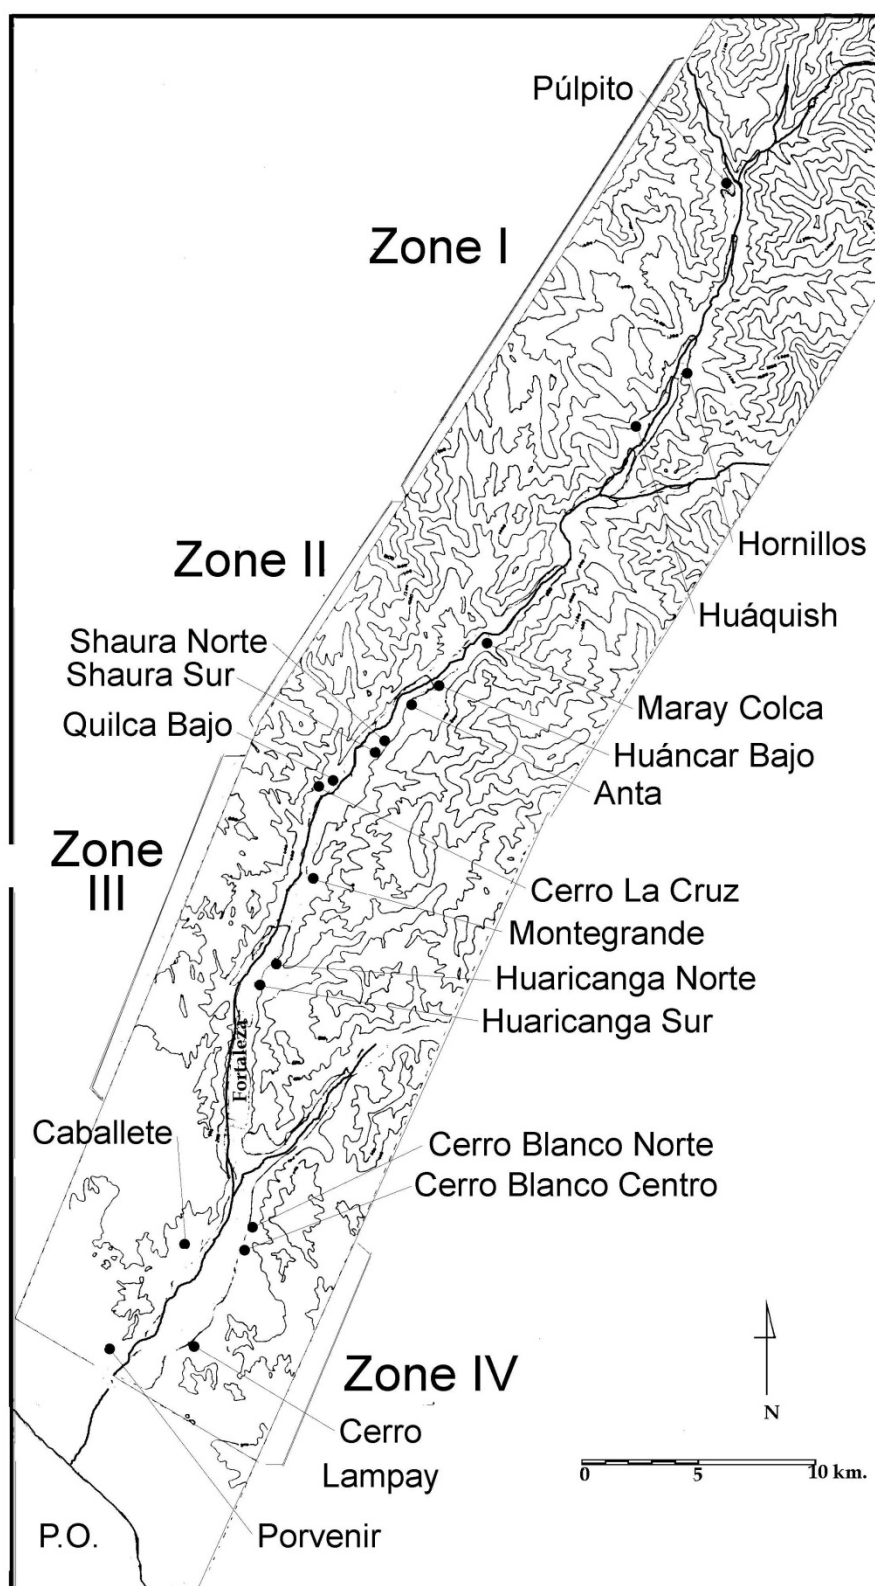 Púlpito
Zone I
Hornillos
Zone II
Huáquish
Shaura Norte
Shaura Sur
Maray Colca
Quilca Bajo
Huáncar Bajo
Anta
Zone
III
Cerro La Cruz
Montegrande
Huaricanga Norte
Huaricanga Sur
Fortaleza
Caballete
Cerro Blanco Norte
Cerro Blanco Centro
Zone IV
N
Cerro
Lampay
0 5 10 km.
P.O.
Porvenir